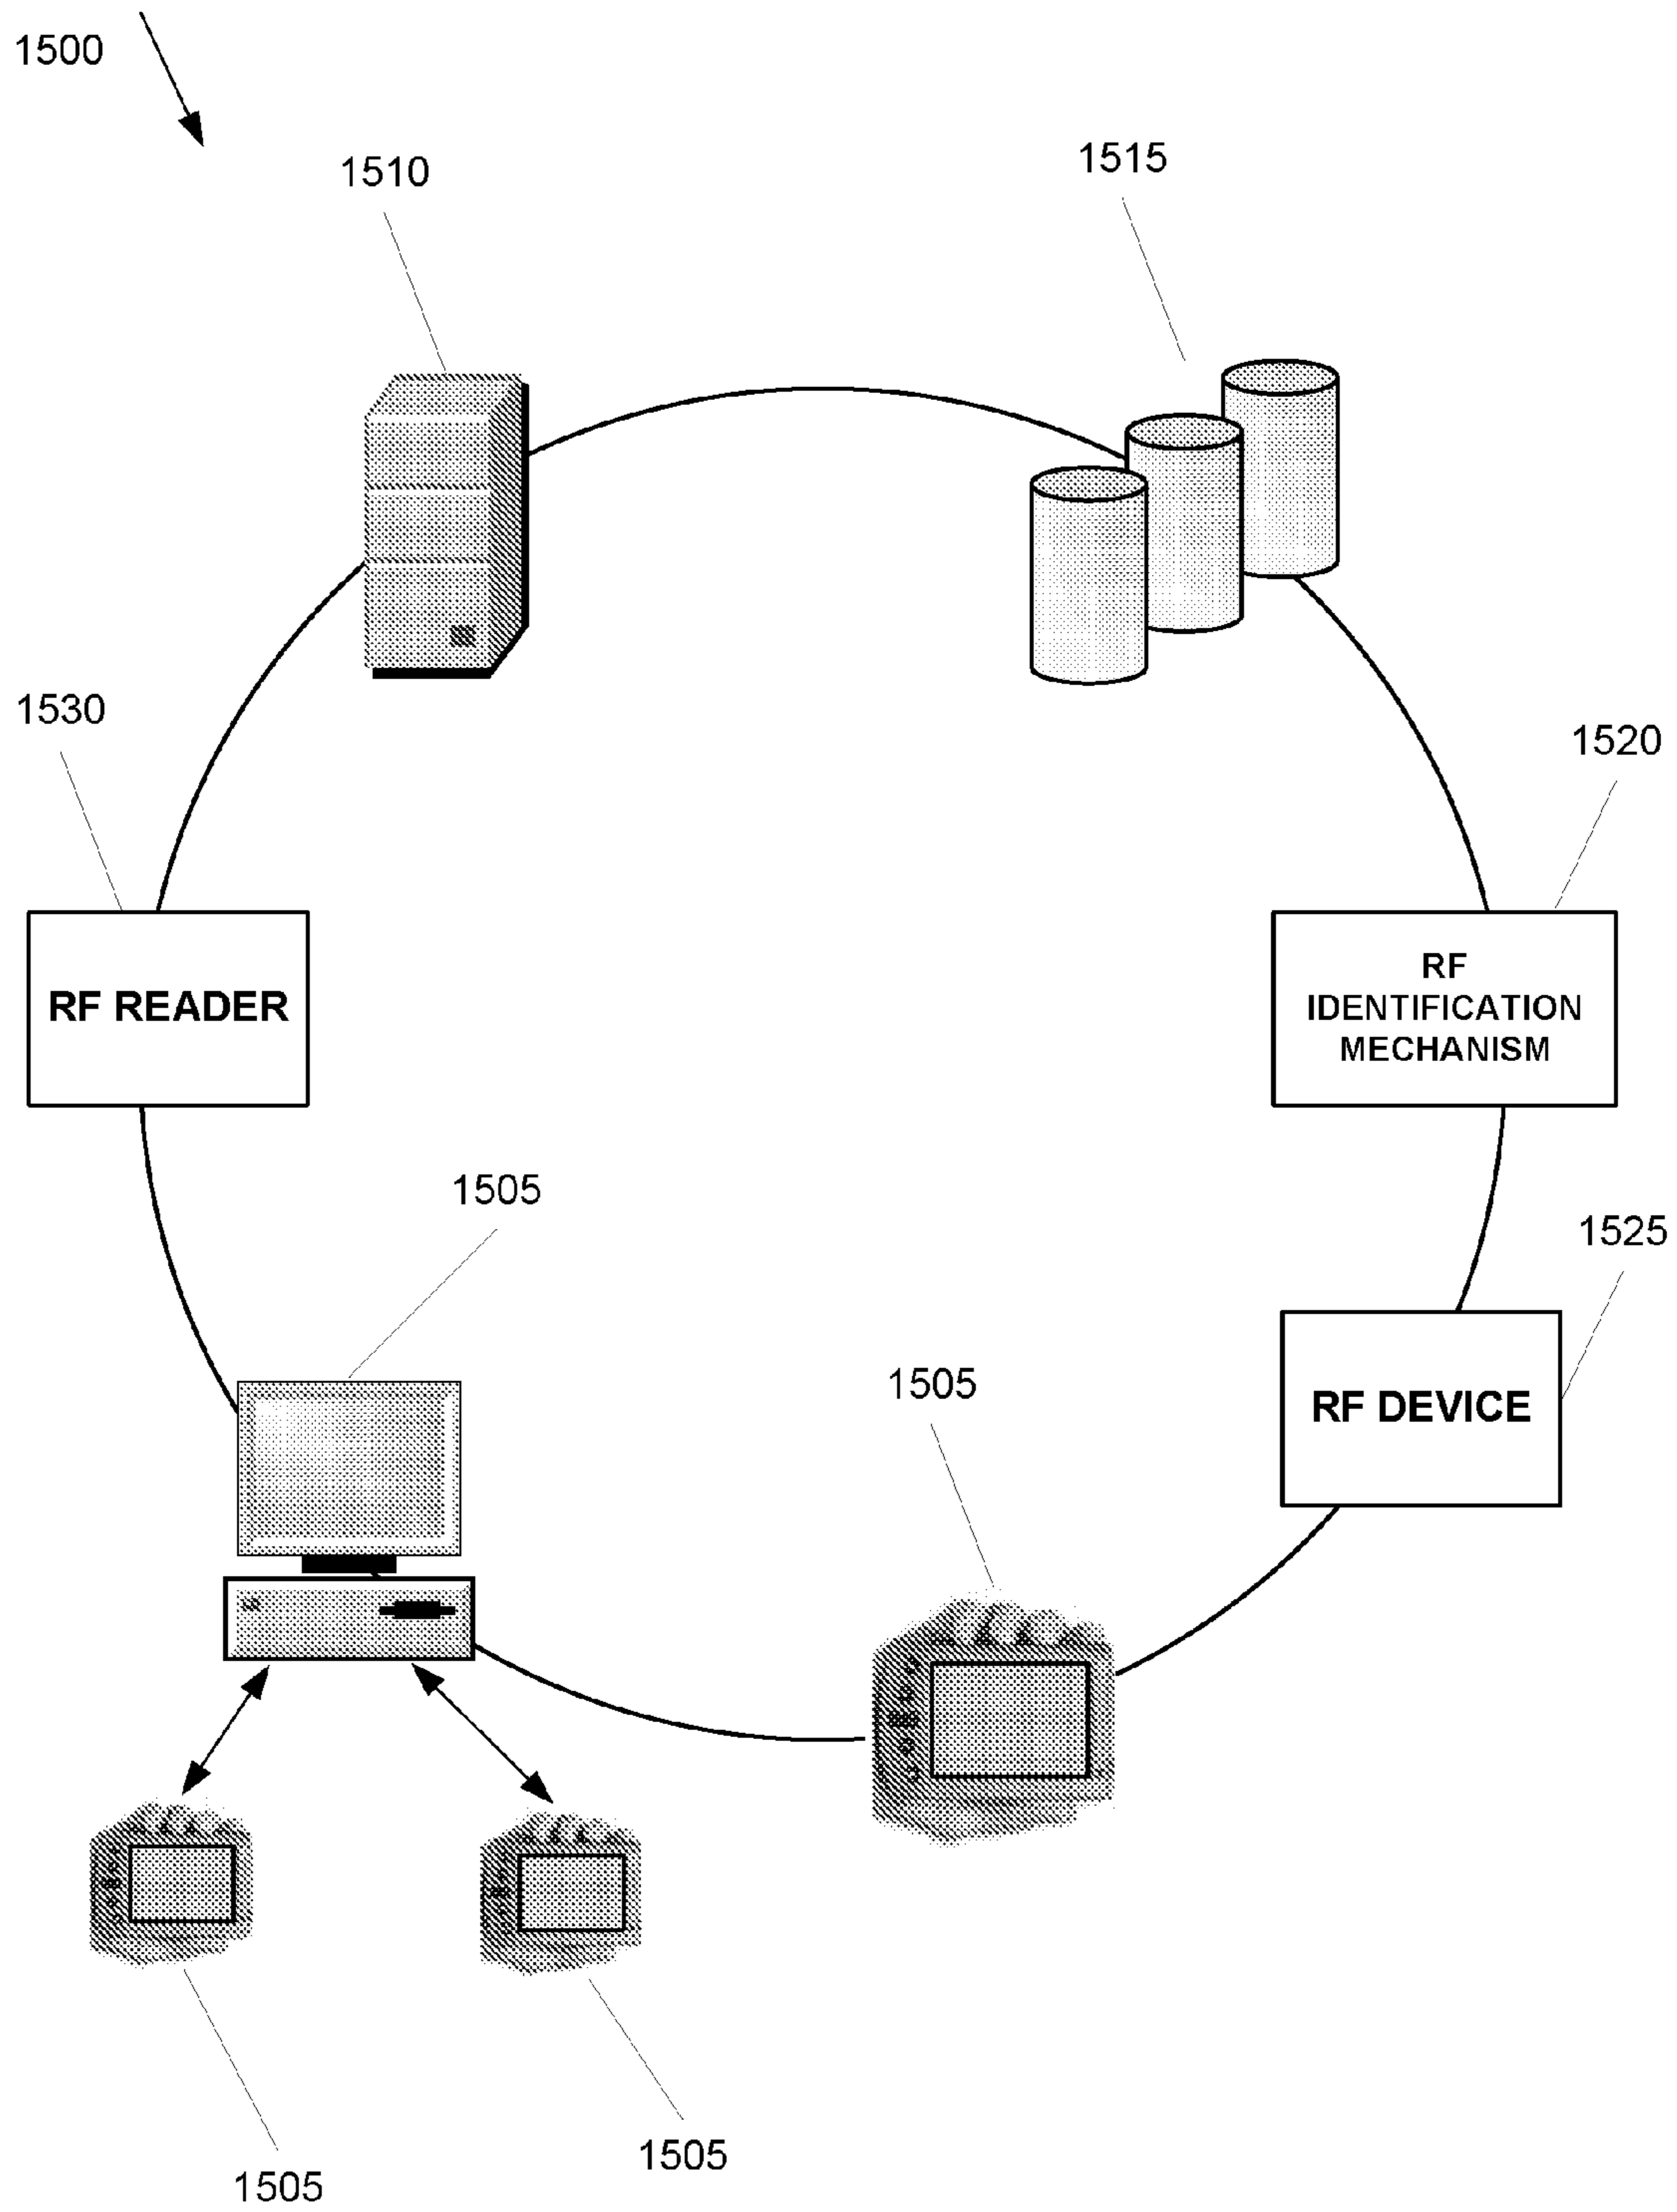 1500
1510
1515
1530
1520
RF READER
RF
IDENTIFICATION
MECHANISM
1505
1525
1505
RF DEVICE
1505
1505